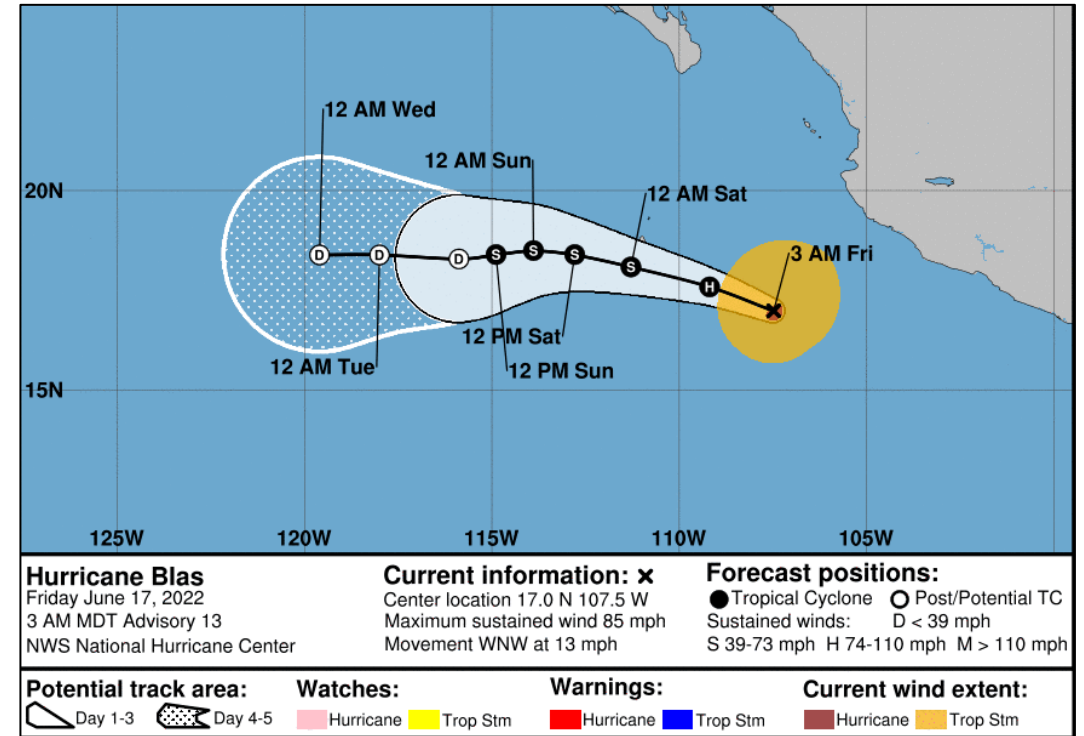 12 AM Wed
12 AM Sun
20N
12 AM Sat
3 AM Fri
H
S
S
S
S
D
D
D
12 PM Sat
12 AM Tue
12 PM Sun
15N
125W 120W 115W 110W 105W
Hurricane Blas
Friday June 17, 2022
3 AM MDT Advisory 13
NWS National Hurricane Center
Current information: ×
Center location 17.0 N 107.5 W
Maximum sustained wind 85 mph
Movement WNW at 13 mph
Forecast positions:
Tropical Cyclone Post/Potential TC
Sustained winds: D < 39 mph
S 39-73 mph H 74-110 mph M > 110 mph
Potential track area:
Day 1-3 Day 4-5
Watches:
Hurricane Trop Stm
Warnings:
Hurricane Trop Stm
Current wind extent:
Hurricane Trop Stm